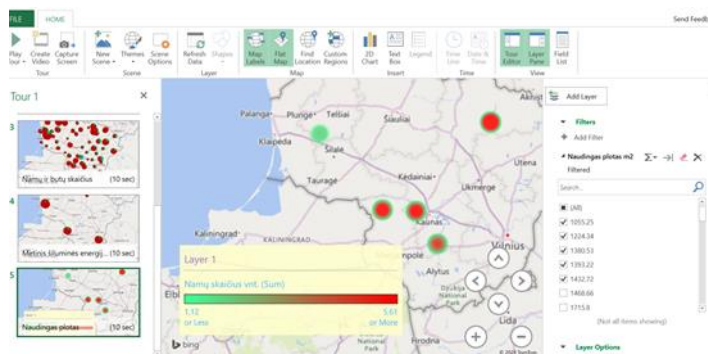 FILE HOME
Send Feedb
Play Tour Create Video Capture Screen
Tour
New Scene Themes Scene Options
Scene
Refresh Data Shapes
Layer
Map Labels Flat Map Find Location Custom Regions
Map
2D Chart Text Box Legend
Insert
Time Line Date & Time
Time
Tour Editor Layer Pane Field List
View
Tour 1
3
Namų ir butų skaičius (10 sec)
4
Metinis šiluminės energij... (10 sec)
5
Naudingas plotas (10 sec)
Palanga
Plungė
Telšiai
Šiauliai
Klaipėda
Šilalė
Tauragė
Utena
Kėdainiai
Ukmergė
Kaunas
Kaliningrad
KALININGRAD
Vilnius
Alytus
Dzūkija
National
Park
Lida
Hrodna
bing
Layer 1
Namų skaičius vnt. (Sum)
1,12 5,61
or Less or More
Add Layer
Filters
Add Filter
Naudingas plotas m2
Filtered
Search...
(All)
1055.25
1224.34
1380.53
1393.22
1432.72
1468.66
1715.8
(Not all items showing)
Layer Options